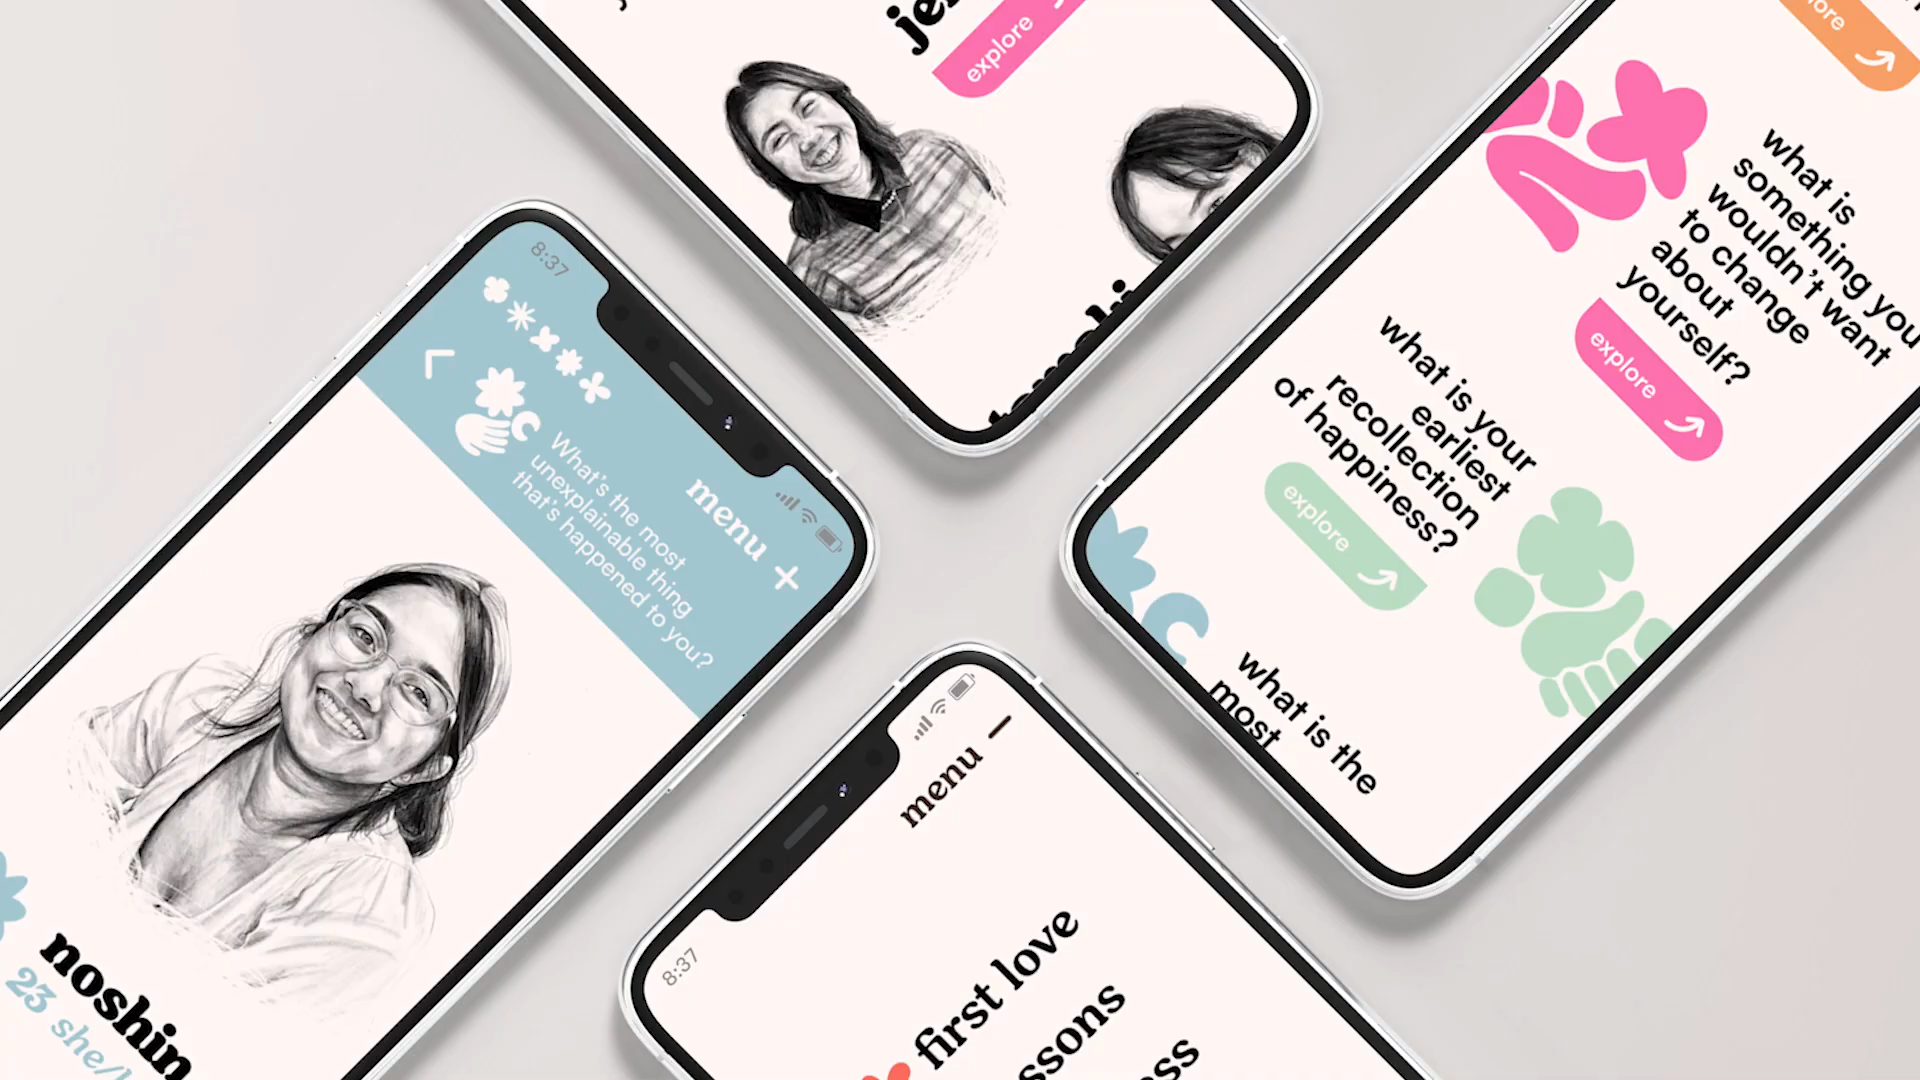 explore
8:37
menu
What's the most
unexplainable thing
that's happened to you?
noshin
23 she/
what is
something you
wouldn't want
to change
about
yourself?
explore
what is your
earliest
recollection
of happiness?
explore
what is the
most
menu
8:37
first love